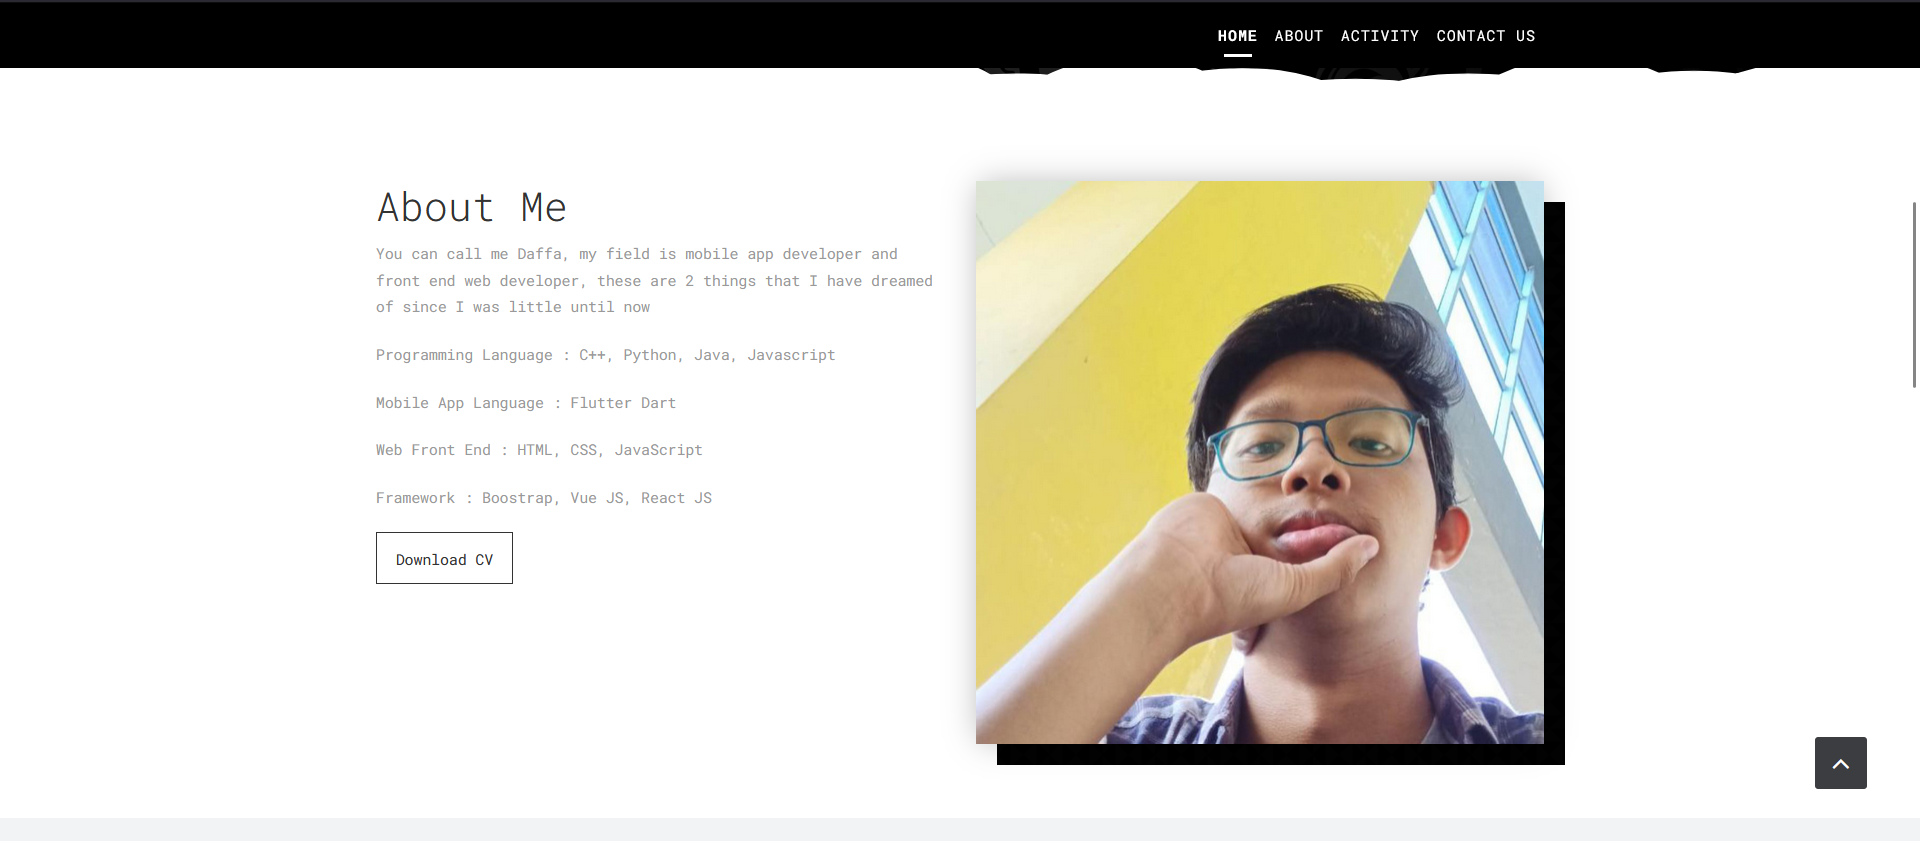 HOME ABOUT ACTIVITY CONTACT US
About Me
You can call me Daffa, my field is mobile app developer and
front end web developer, these are 2 things that I have dreamed
of since I was little until now
Programming Language : C++, Python, Java, Javascript
Mobile App Language : Flutter Dart
Web Front End : HTML, CSS, JavaScript
Framework : Boostrap, Vue JS, React JS
Download CV